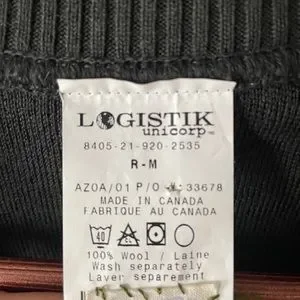 LOGISTIK
unicorp
8405-21-920-2535
R-M
AZ0A/01 P/O 33678
MADE IN CANADA
FABRIQUE AU CANADA
40
100% Wool / Laine
Wash separately
Laver separement